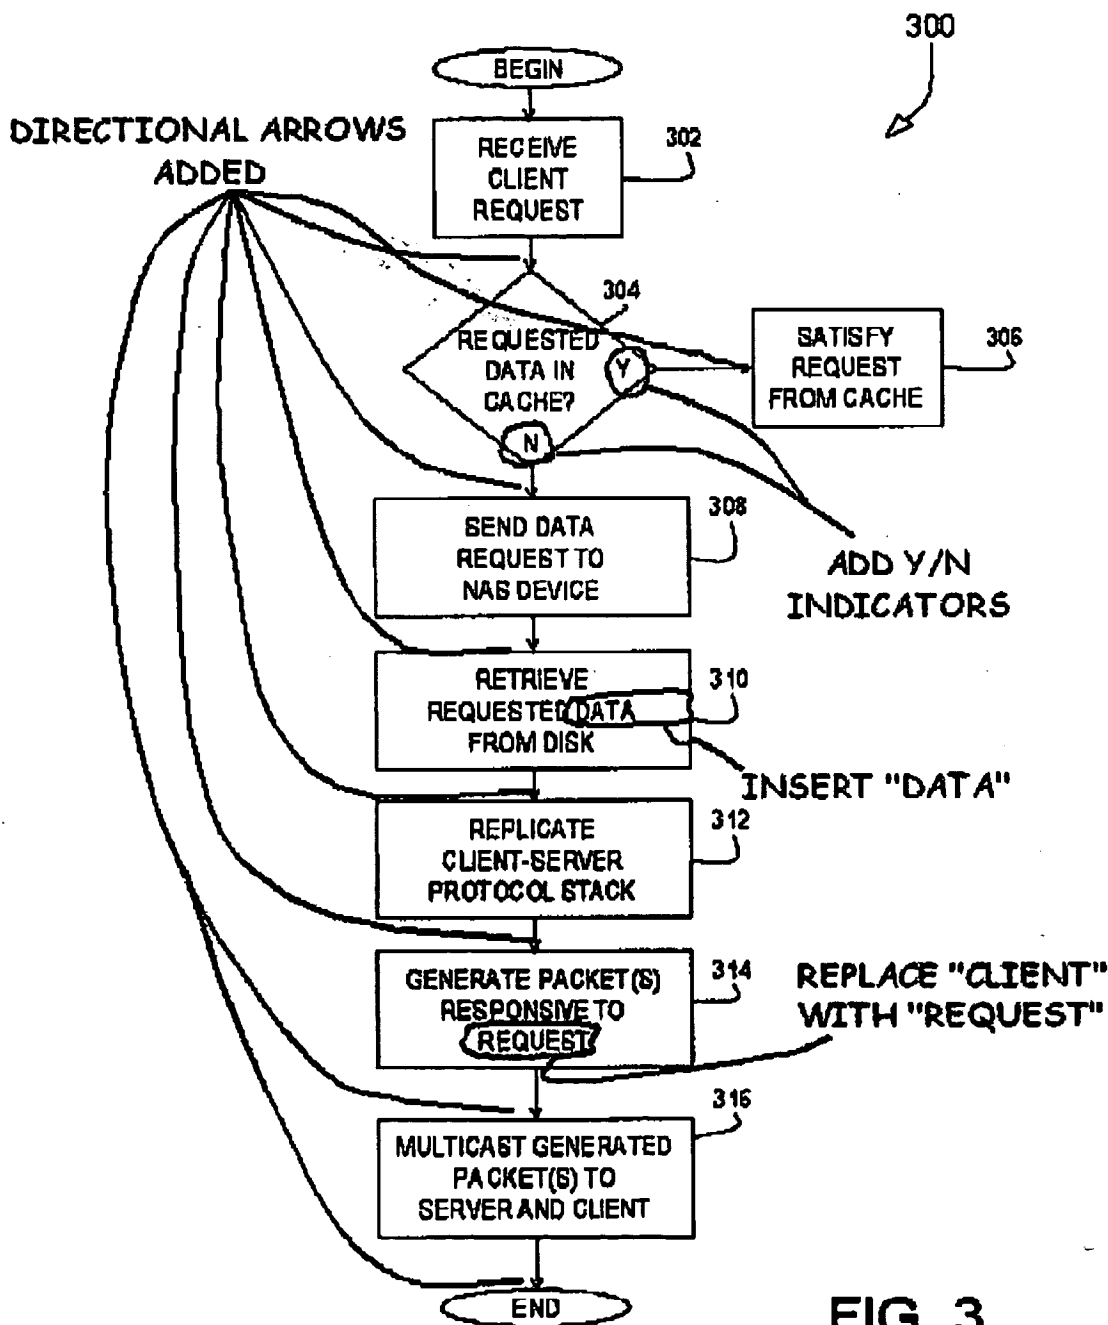 300
BEGIN
DIRECTIONAL ARROWS
ADDED
RECEIVE
CLIENT
REQUEST
302
304
REQUESTED
DATA IN
CACHE?
Y
N
SATISFY
REQUEST
FROM CACHE
306
SEND DATA
REQUEST TO
NAS DEVICE
308
ADD Y/N
INDICATORS
RETRIEVE
REQUESTED DATA
FROM DISK
310
INSERT "DATA"
REPLICATE
CLIENT-SERVER
PROTOCOL STACK
312
GENERATE PACKET(S)
RESPONSIVE TO
REQUEST
314
REPLACE "CLIENT"
WITH "REQUEST"
MULTICAST GENERATED
PACKET(S) TO
SERVER AND CLIENT
316
END
FIG. 3